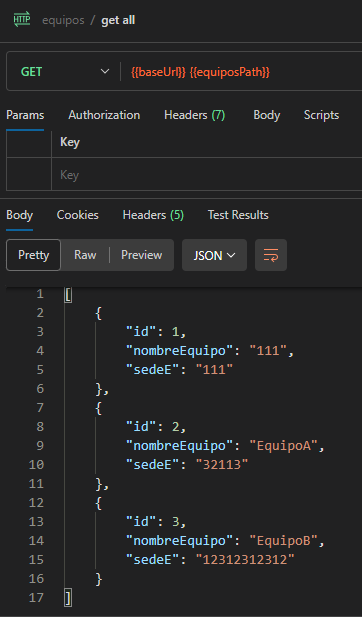 HTTP equipos / get all
GET {{baseUrl}} {{equiposPath}}
Params Authorization Headers (7) Body Scripts
Key
Key
Body Cookies Headers (5) Test Results
Pretty Raw Preview JSON
1 [
2 {
3 "id": 1,
4 "nombreEquipo": "111",
5 "sedeE": "111"
6 },
7 {
8 "id": 2,
9 "nombreEquipo": "EquipoA",
10 "sedeE": "32113"
11 },
12 {
13 "id": 3,
14 "nombreEquipo": "EquipoB",
15 "sedeE": "12312312312"
16 }
17 ]